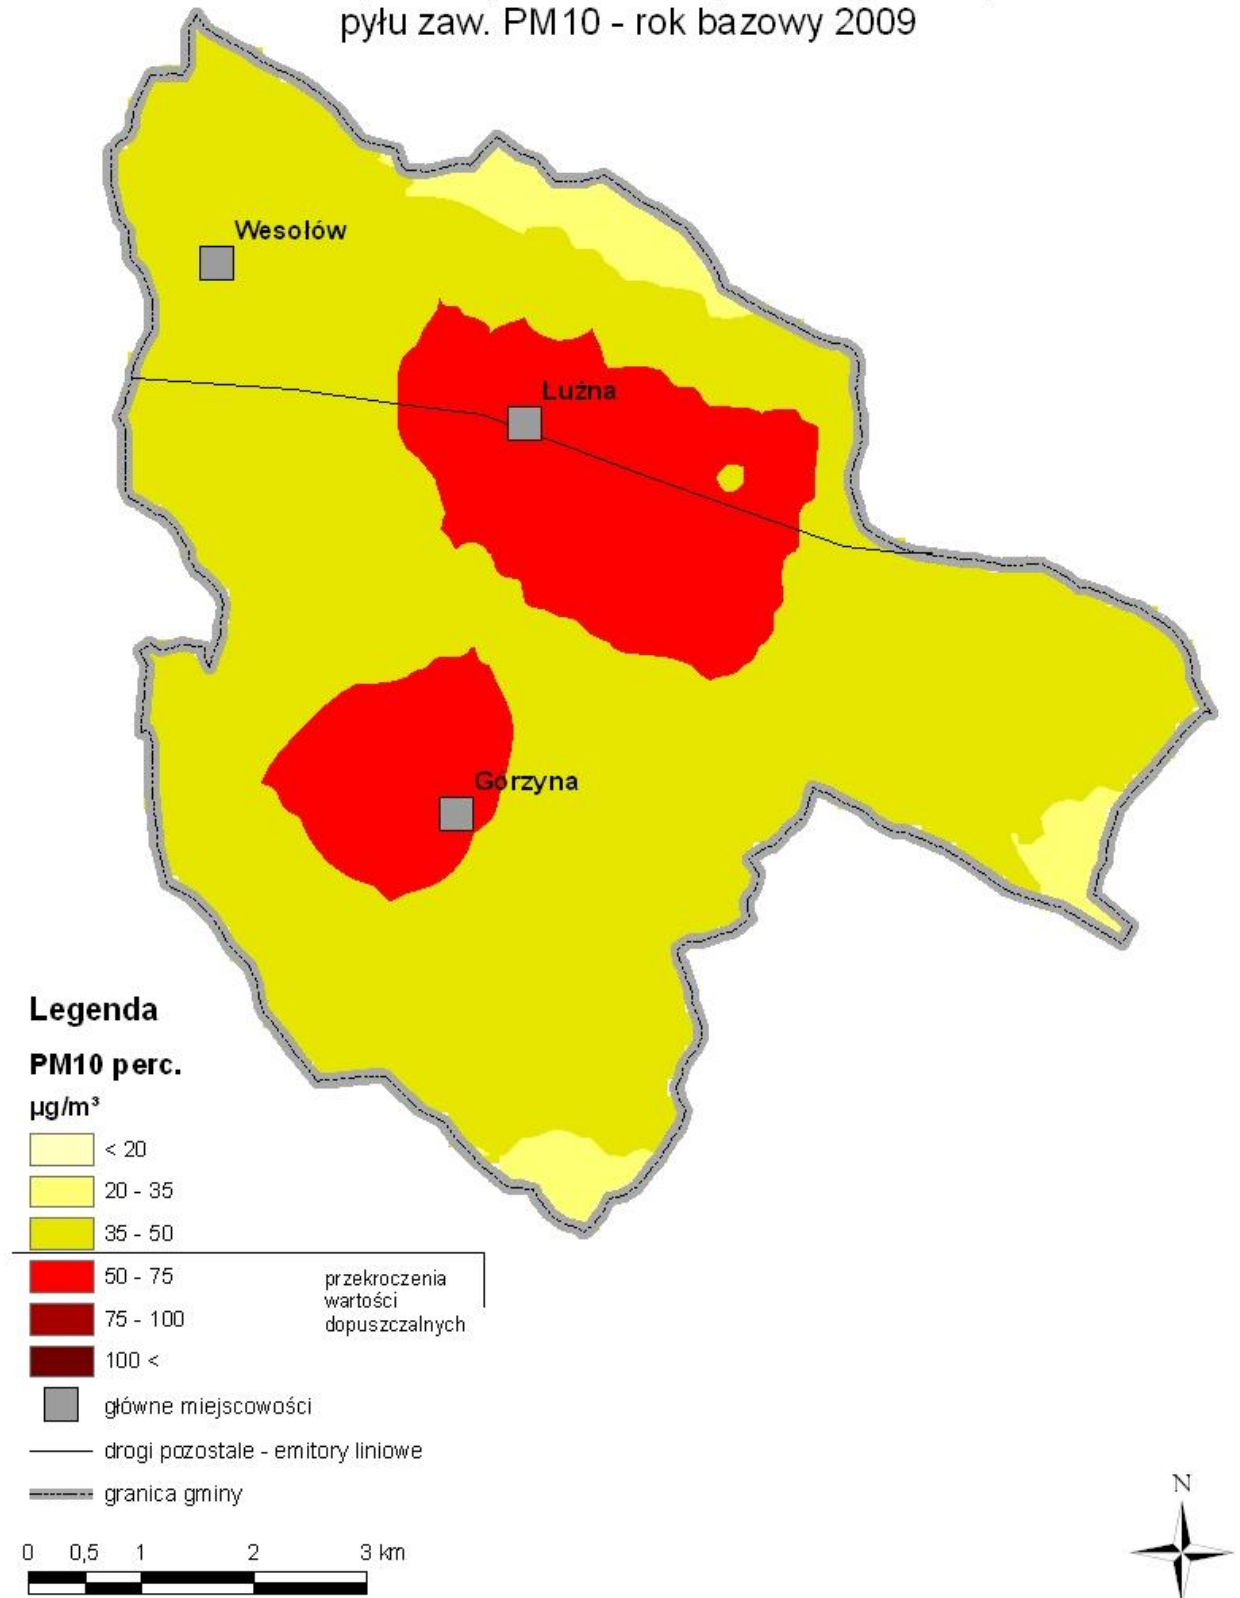 pyłu zaw. PM10 - rok bazowy 2009
Wesołów
Łużna
Górzyna
Legenda
PM10 perc.
µg/m³
< 20
20 - 35
35 - 50
50 - 75
75 - 100
100 <
przekroczenia
wartości
dopuszczalnych
główne miejscowości
drogi pozostałe - emitory liniowe
granica gminy
0 0,5 1 2 3 km
N